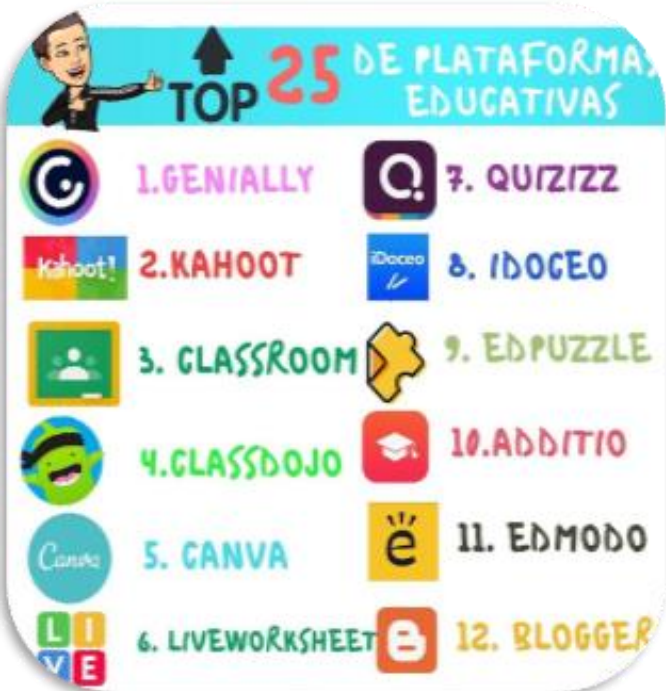 TOP 25 DE PLATAFORMAS
EDUCATIVAS
1.GENIALLY
Kahoot! 2.KAHOOT
3. CLASSROOM
4.CLASSDOJO
Canva 5. CANVA
LIVE 6. LIVEWORKSHEET
7. QUIZIZZ
iDoceo 8. IDOCEO
9. EDPUZZLE
10.ADDITIO
ë 11. EDMODO
12. BLOGGER